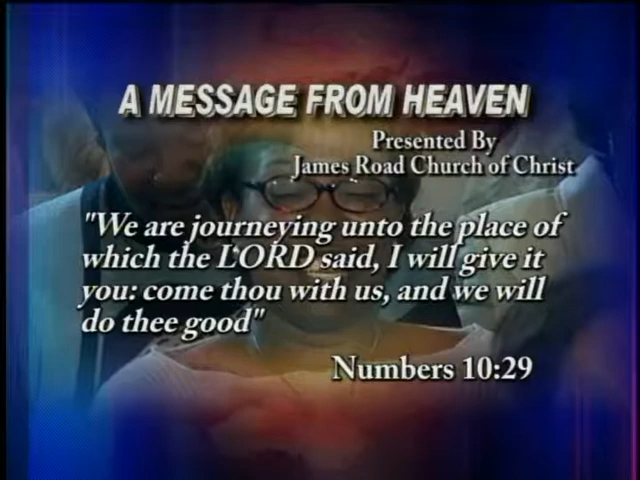 A MESSAGE FROM HEAVEN
Presented By
James Road Church of Christ
"We are journeying unto the place of
which the LORD said, I will give it
you: come thou with us, and we will
do thee good"
Numbers 10:29